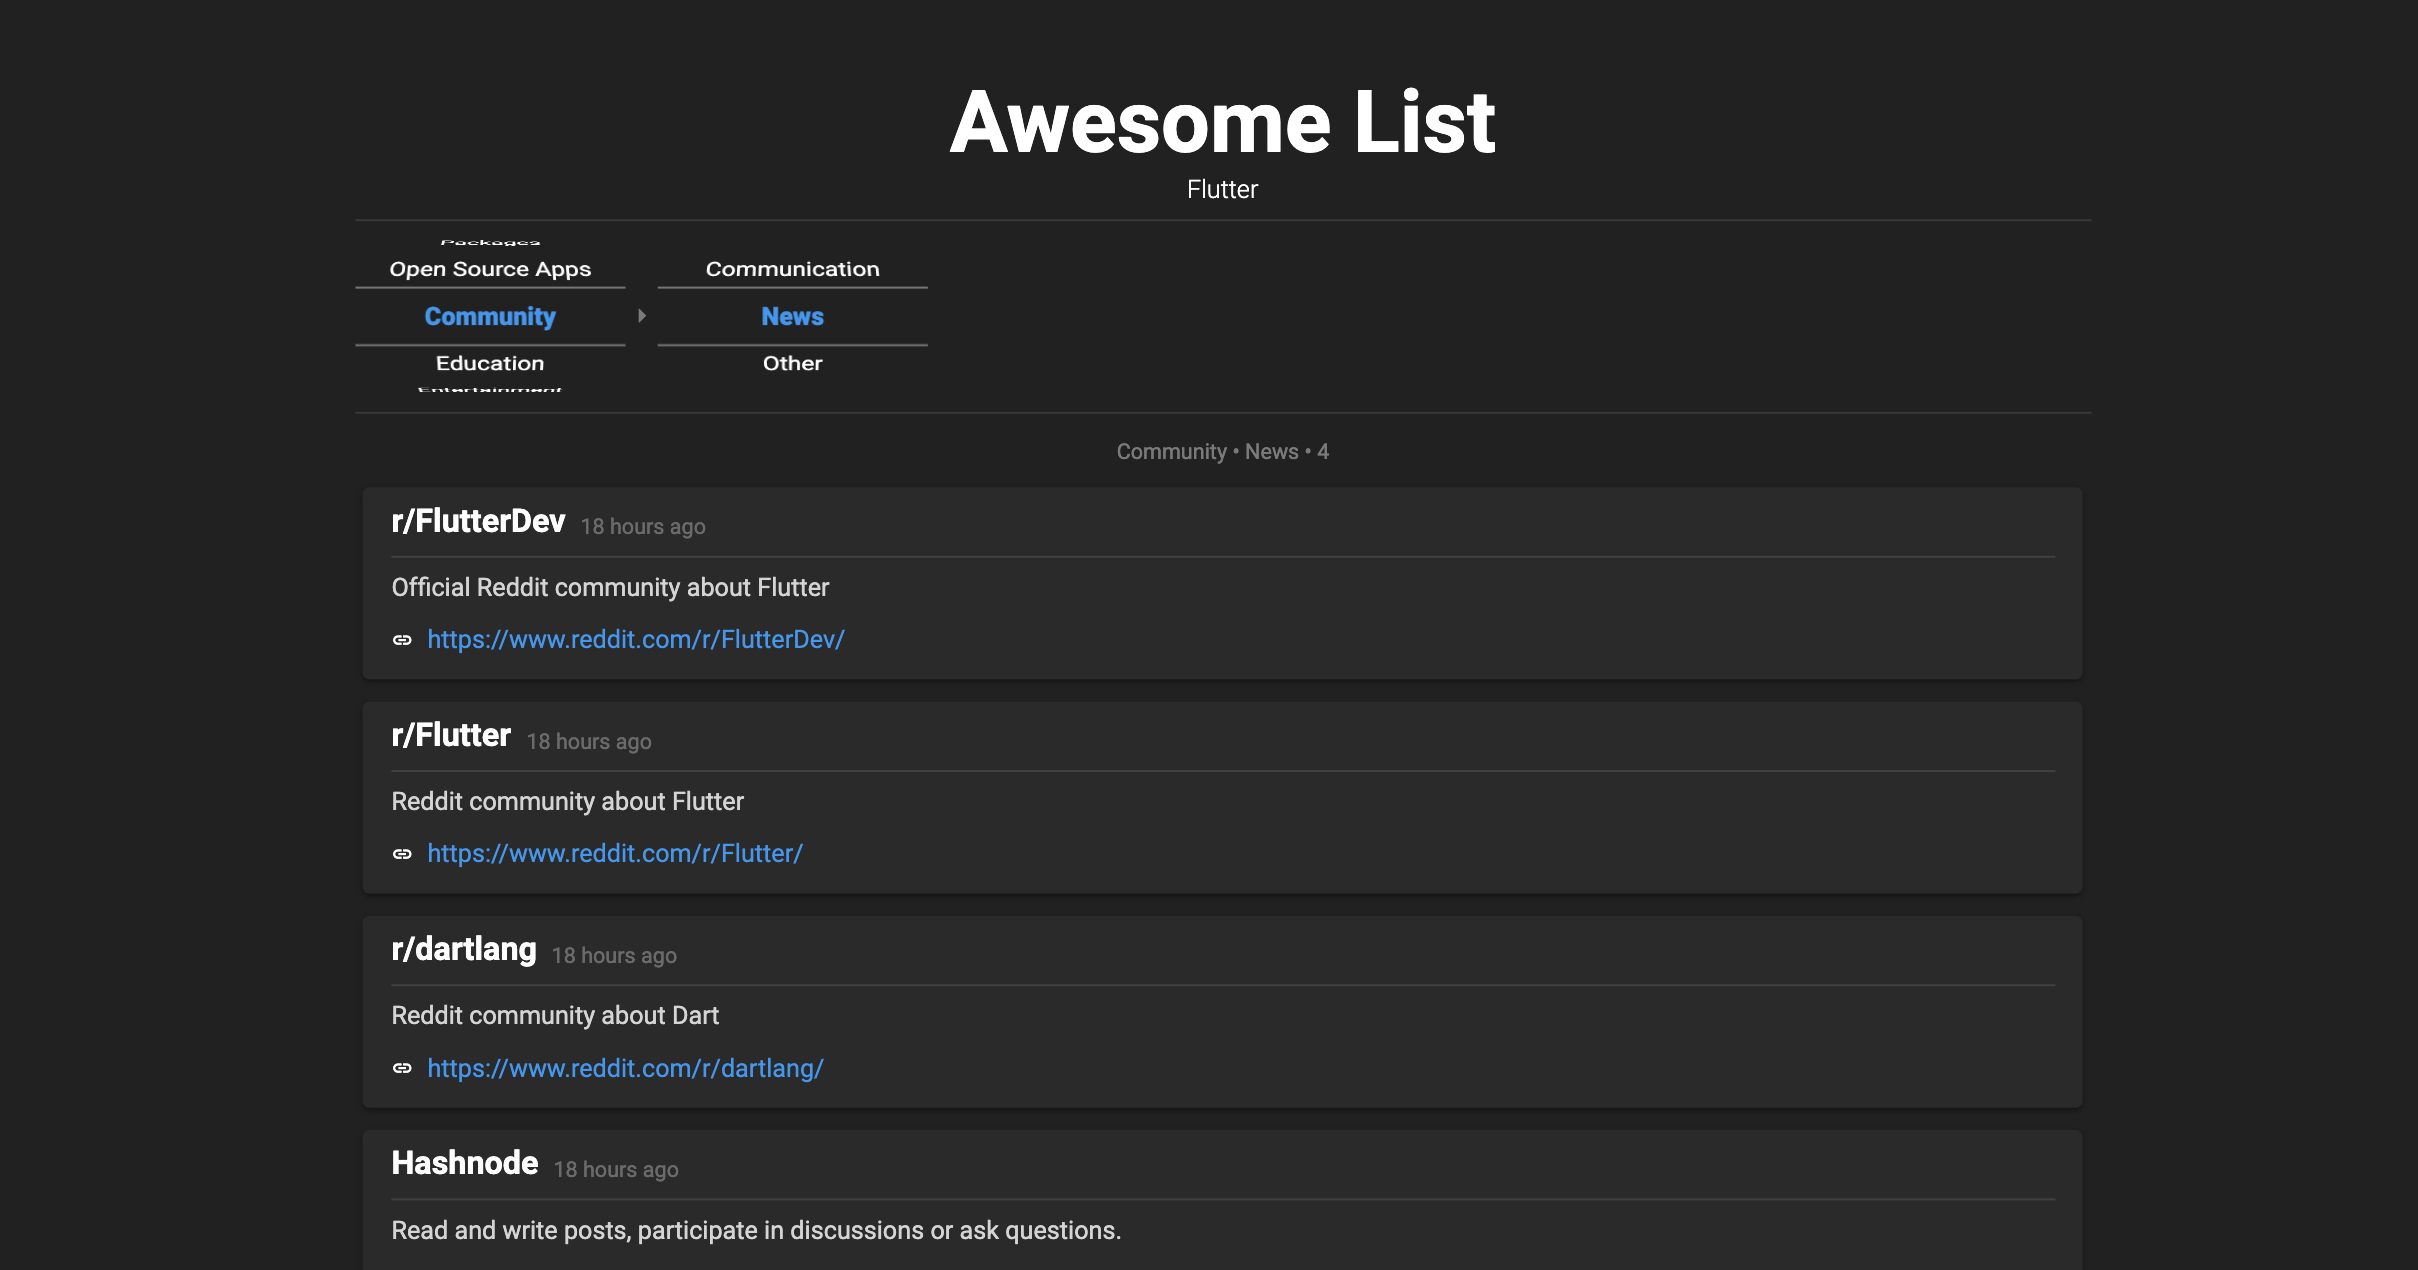 Awesome List
Flutter
Packages
Open Source Apps
Communication
Community
News
Education
Other
Entertainment
Community • News • 4
r/FlutterDev 18 hours ago
Official Reddit community about Flutter
https://www.reddit.com/r/FlutterDev/
r/Flutter 18 hours ago
Reddit community about Flutter
https://www.reddit.com/r/Flutter/
r/dartlang 18 hours ago
Reddit community about Dart
https://www.reddit.com/r/dartlang/
Hashnode 18 hours ago
Read and write posts, participate in discussions or ask questions.